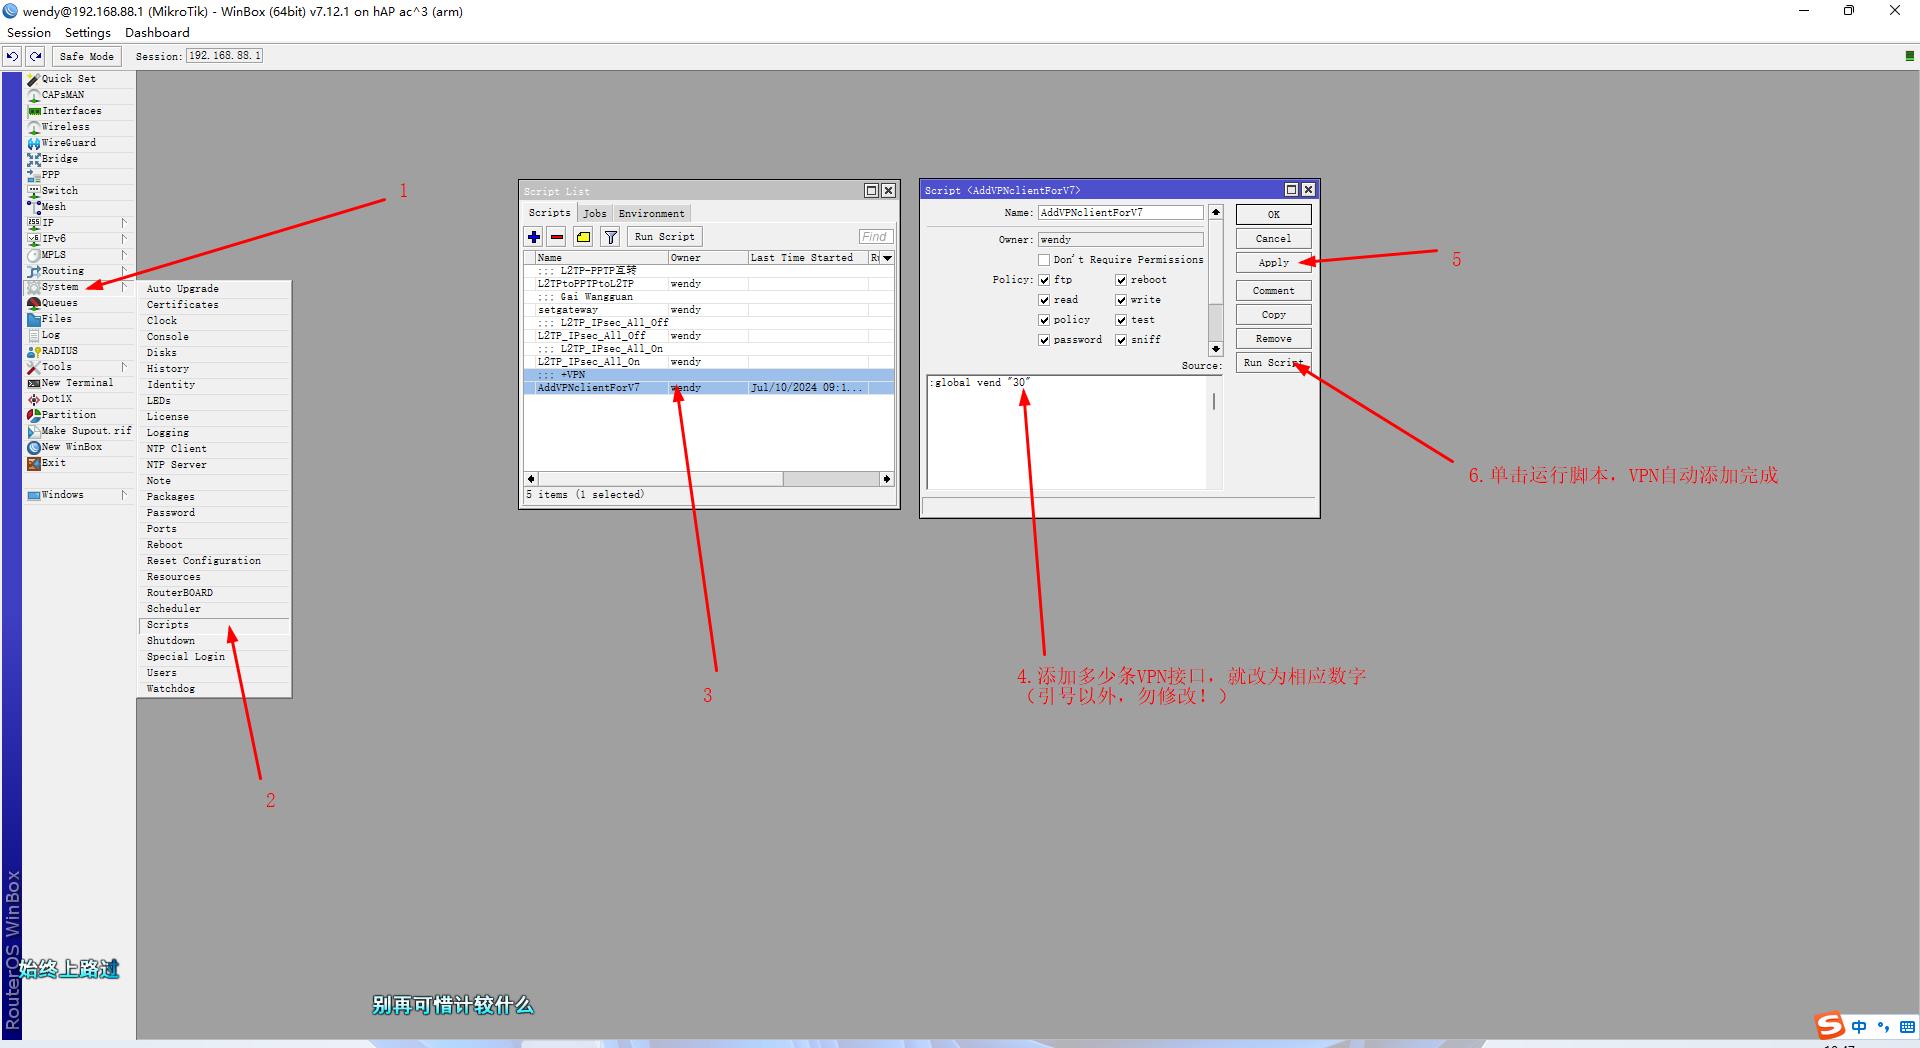 wendy@192.168.88.1 (MikroTik) - WinBox (64bit) v7.12.1 on hAP ac^3 (arm)
Session Settings Dashboard
Safe Mode Session: 192.168.88.1
Quick Set
CAPsMAN
Interfaces
Wireless
WireGuard
Bridge
PPP
Switch
Mesh
IP
IPv6
MPLS
Routing
System
Queues
Files
Log
RADIUS
Tools
New Terminal
Dot1X
Partition
Make Supout.rif
New WinBox
Exit
Windows
RouterOS WinBox
Auto Upgrade
Certificates
Clock
Console
Disks
History
Identity
LEDs
License
Logging
NTP Client
NTP Server
Note
Packages
Password
Ports
Reboot
Reset Configuration
Resources
RouterBOARD
Scheduler
Scripts
Shutdown
Special Login
Users
Watchdog
1
2
Script List
Scripts Jobs Environment
Run Script Find
Name Owner Last Time Started
::: L2TP-PPTP互转
L2TPtoPPTPtoL2TP wendy
::: Gai Wangguan
setgateway wendy
::: L2TP_IPsec_All_Off
L2TP_IPsec_All_Off wendy
::: L2TP_IPsec_All_On
L2TP_IPsec_All_On wendy
::: +VPN
AddVPNclientForV7 wendy Jul/10/2024 09:1...
5 items (1 selected)
3
Script <AddVPNclientForV7>
Name: AddVPNclientForV7
Owner: wendy
Don't Require Permissions
Policy: ftp reboot
read write
policy test
password sniff
Source:
:global vend "30"
OK
Cancel
Apply
Comment
Copy
Remove
Run Script
5
6.单击运行脚本，VPN自动添加完成
4.添加多少条VPN接口，就改为相应数字
（引号以外，勿修改！）
始终上路过
别再可惜计较什么
中